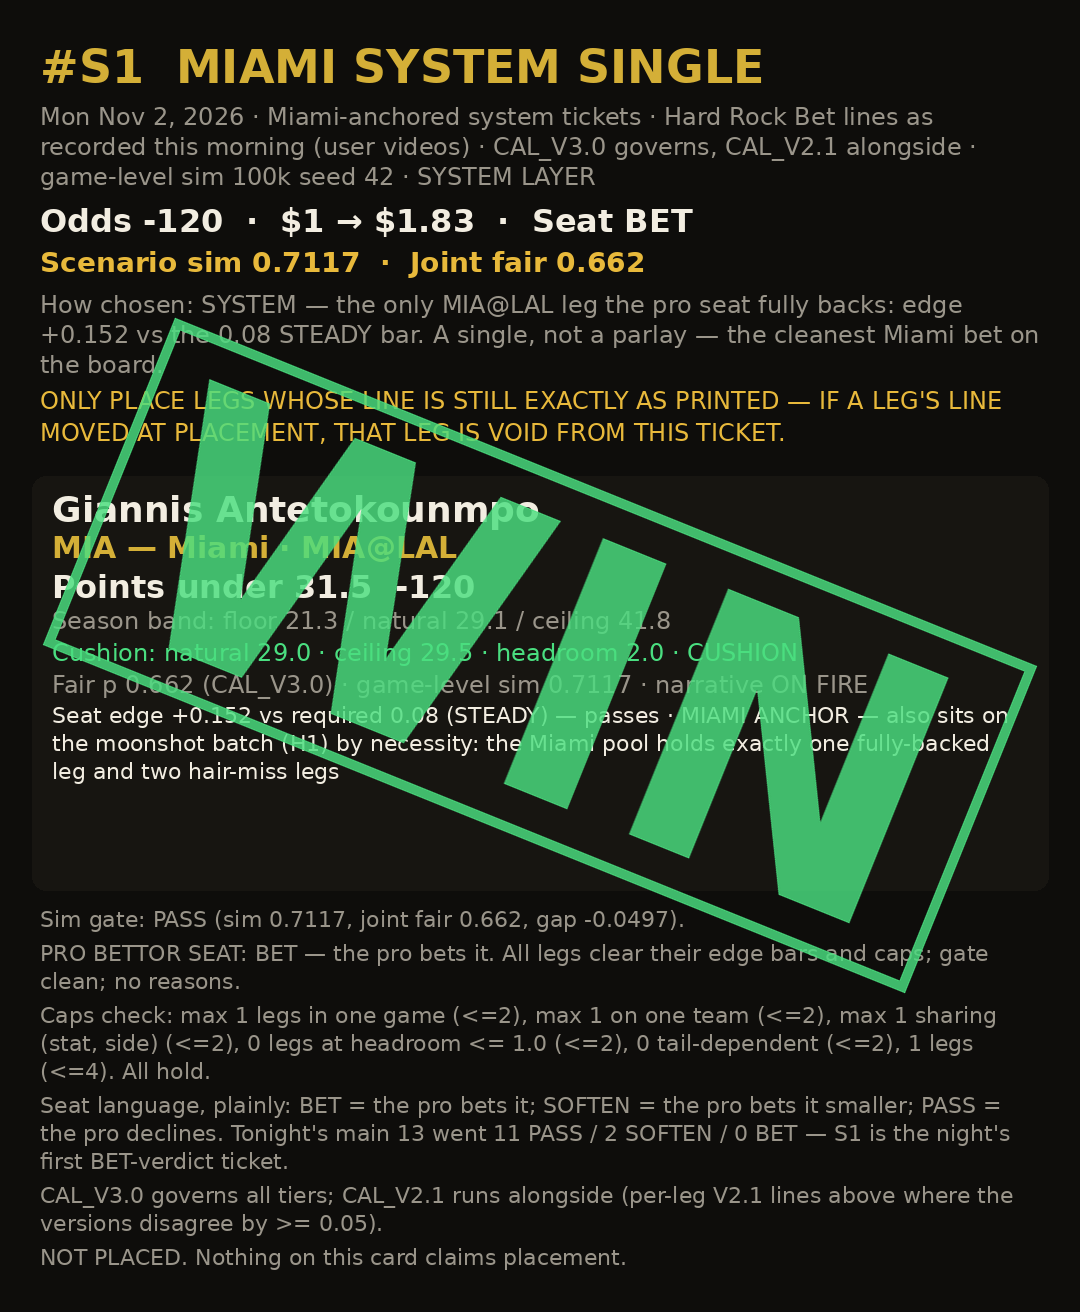 #S1 MIAMI SYSTEM SINGLE
Mon Nov 2, 2026 · Miami-anchored system tickets · Hard Rock Bet lines as
recorded this morning (user videos) · CAL_V3.0 governs, CAL_V2.1 alongside ·
game-level sim 100k seed 42 · SYSTEM LAYER
Odds -120 · $1 → $1.83 · Seat BET
Scenario sim 0.7117 · Joint fair 0.662
How chosen: SYSTEM — the only MIA@LAL leg the pro seat fully backs: edge
+0.152 vs the 0.08 STEADY bar. A single, not a parlay — the cleanest Miami bet on
the board.
ONLY PLACE LEGS WHOSE LINE IS STILL EXACTLY AS PRINTED — IF A LEG'S LINE
MOVED AT PLACEMENT, THAT LEG IS VOID FROM THIS TICKET.
Giannis Antetokounmpo
MIA — Miami · MIA@LAL
Points under 31.5 -120
Season band: floor 21.3 / natural 29.1 / ceiling 41.8
Cushion: natural 29.0 · ceiling 29.5 · headroom 2.0 · CUSHION
Fair p 0.662 (CAL_V3.0) · game-level sim 0.7117 · narrative ON FIRE
Seat edge +0.152 vs required 0.08 (STEADY) — passes · MIAMI ANCHOR — also sits on
the moonshot batch (H1) by necessity: the Miami pool holds exactly one fully-backed
leg and two hair-miss legs
WIN
Sim gate: PASS (sim 0.7117, joint fair 0.662, gap -0.0497).
PRO BETTOR SEAT: BET — the pro bets it. All legs clear their edge bars and caps; gate
clean; no reasons.
Caps check: max 1 legs in one game (<=2), max 1 on one team (<=2), max 1 sharing
(stat, side) (<=2), 0 legs at headroom <= 1.0 (<=2), 0 tail-dependent (<=2), 1 legs
(<=4). All hold.
Seat language, plainly: BET = the pro bets it; SOFTEN = the pro bets it smaller; PASS =
the pro declines. Tonight's main 13 went 11 PASS / 2 SOFTEN / 0 BET — S1 is the night's
first BET-verdict ticket.
CAL_V3.0 governs all tiers; CAL_V2.1 runs alongside (per-leg V2.1 lines above where the
versions disagree by >= 0.05).
NOT PLACED. Nothing on this card claims placement.